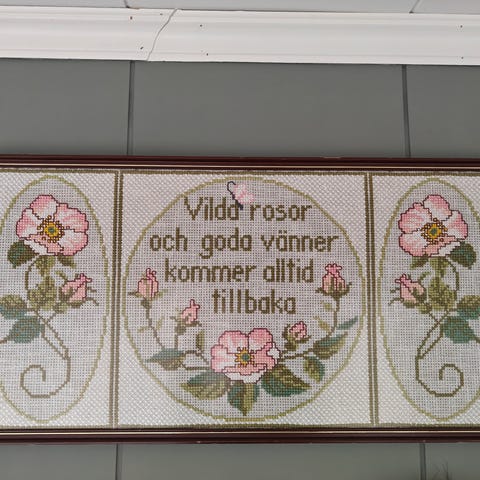 Vilda rosor
och goda vänner
kommer alltid
tillbaka